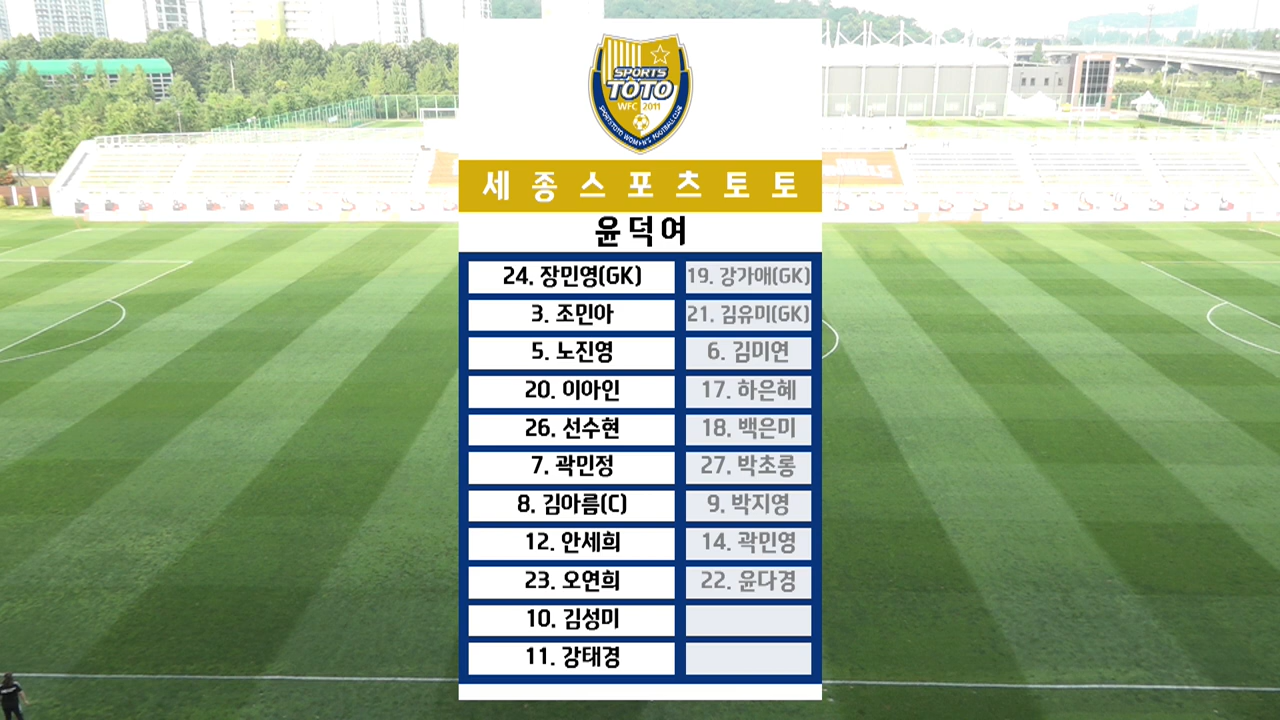 SPORTS
TOTO
WFC 2011
SPORTSTOTO WOMEN'S FOOTBALL CLUB
세종스포츠토토
윤덕여
24. 장민영(GK)
3. 조민아
5. 노진영
20. 이아인
26. 선수현
7. 곽민정
8. 김아름(C)
12. 안세희
23. 오연희
10. 김성미
11. 강태경
19. 강가애(GK)
21. 김유미(GK)
6. 김미연
17. 하은혜
18. 백은미
27. 박초롱
9. 박지영
14. 곽민영
22. 윤다경